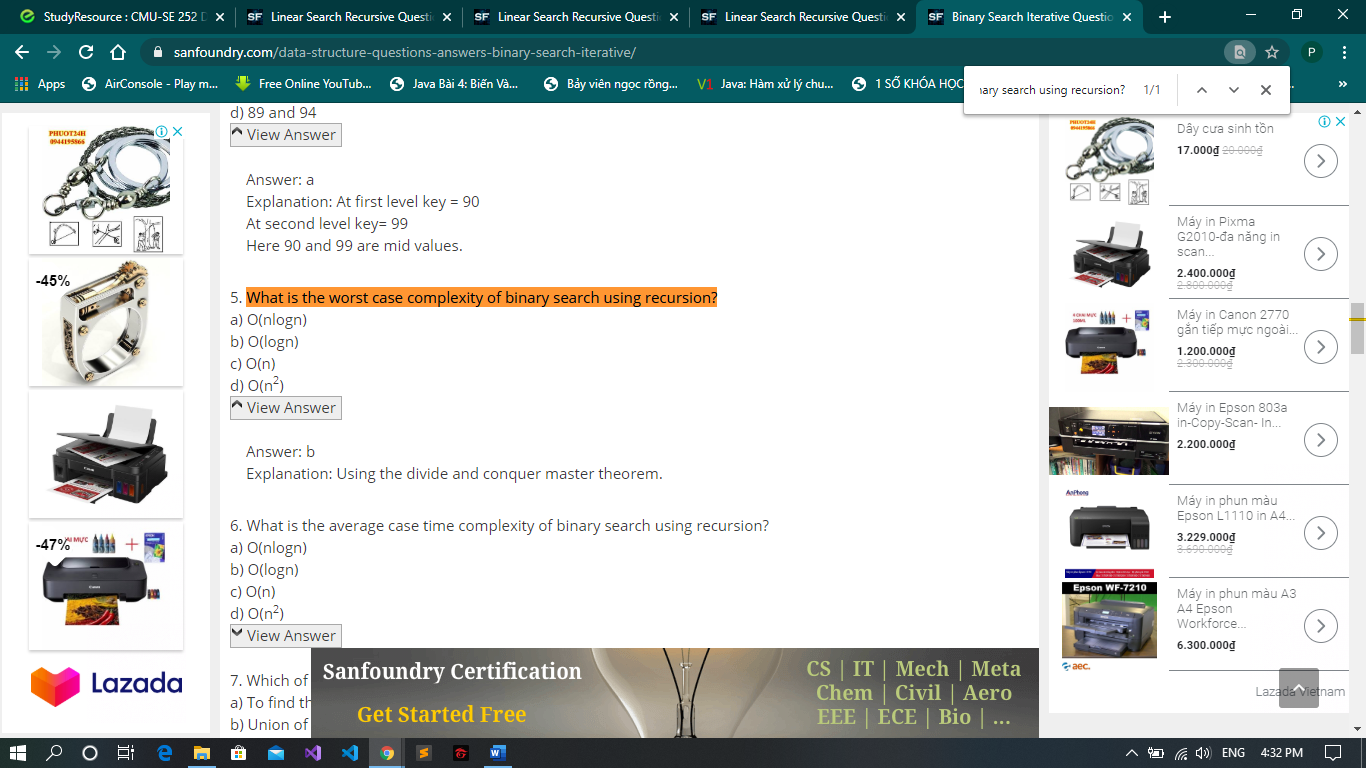 StudyResource : CMU-SE 252 D
Linear Search Recursive Questio
Linear Search Recursive Questio
Linear Search Recursive Questio
Binary Search Iterative Questio
sanfoundry.com/data-structure-questions-answers-binary-search-iterative/
P
Apps
AirConsole - Play m...
Free Online YouTub...
Java Bài 4: Biến Và...
Bảy viên ngọc rồng...
Java: Hàm xử lý chu...
1 SỐ KHÓA HỌC
nary search using recursion? 1/1
d) 89 and 94
View Answer
Answer: a
Explanation: At first level key = 90
At second level key= 99
Here 90 and 99 are mid values.
5. What is the worst case complexity of binary search using recursion?
a) O(nlogn)
b) O(logn)
c) O(n)
d) O(n²)
View Answer
Answer: b
Explanation: Using the divide and conquer master theorem.
6. What is the average case time complexity of binary search using recursion?
a) O(nlogn)
b) O(logn)
c) O(n)
d) O(n²)
View Answer
7. Which of
a) To find th
b) Union of
Sanfoundry Certification
Get Started Free
CS | IT | Mech | Meta
Chem | Civil | Aero
EEE | ECE | Bio | ...
PHUOT24H
0944195866
-45%
-47%
Lazada
PHUOT24H
0944195866
Dây cưa sinh tồn
17.000₫ 20.000₫
Máy in Pixma
G2010-đa năng in
scan...
2.400.000₫
2.800.000₫
Máy in Canon 2770
gắn tiếp mực ngoài...
1.200.000₫
2.300.000₫
Máy in Epson 803a
in-Copy-Scan- In...
2.200.000₫
AnPhong
Máy in phun màu
Epson L1110 in A4...
3.229.000₫
3.690.000₫
Epson WF-7210
aec.
Máy in phun màu A3
A4 Epson
Workforce...
6.300.000₫
Lazada Vietnam
ENG
4:32 PM